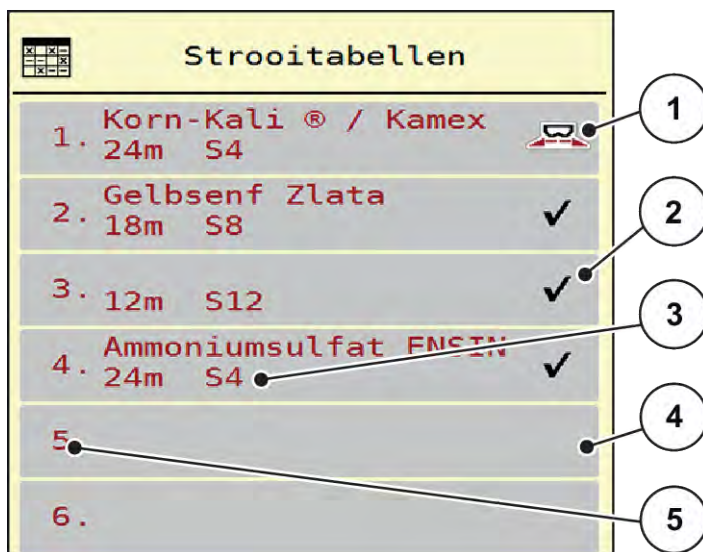 Strooitabellen
1. Korn-Kali ® / Kamex
24m S4
2. Gelbsenf Zlata
18m S8
3.
12m S12
4. Ammoniumsulfat ENSIN
24m S4
5.
6.
1
2
3
4
5